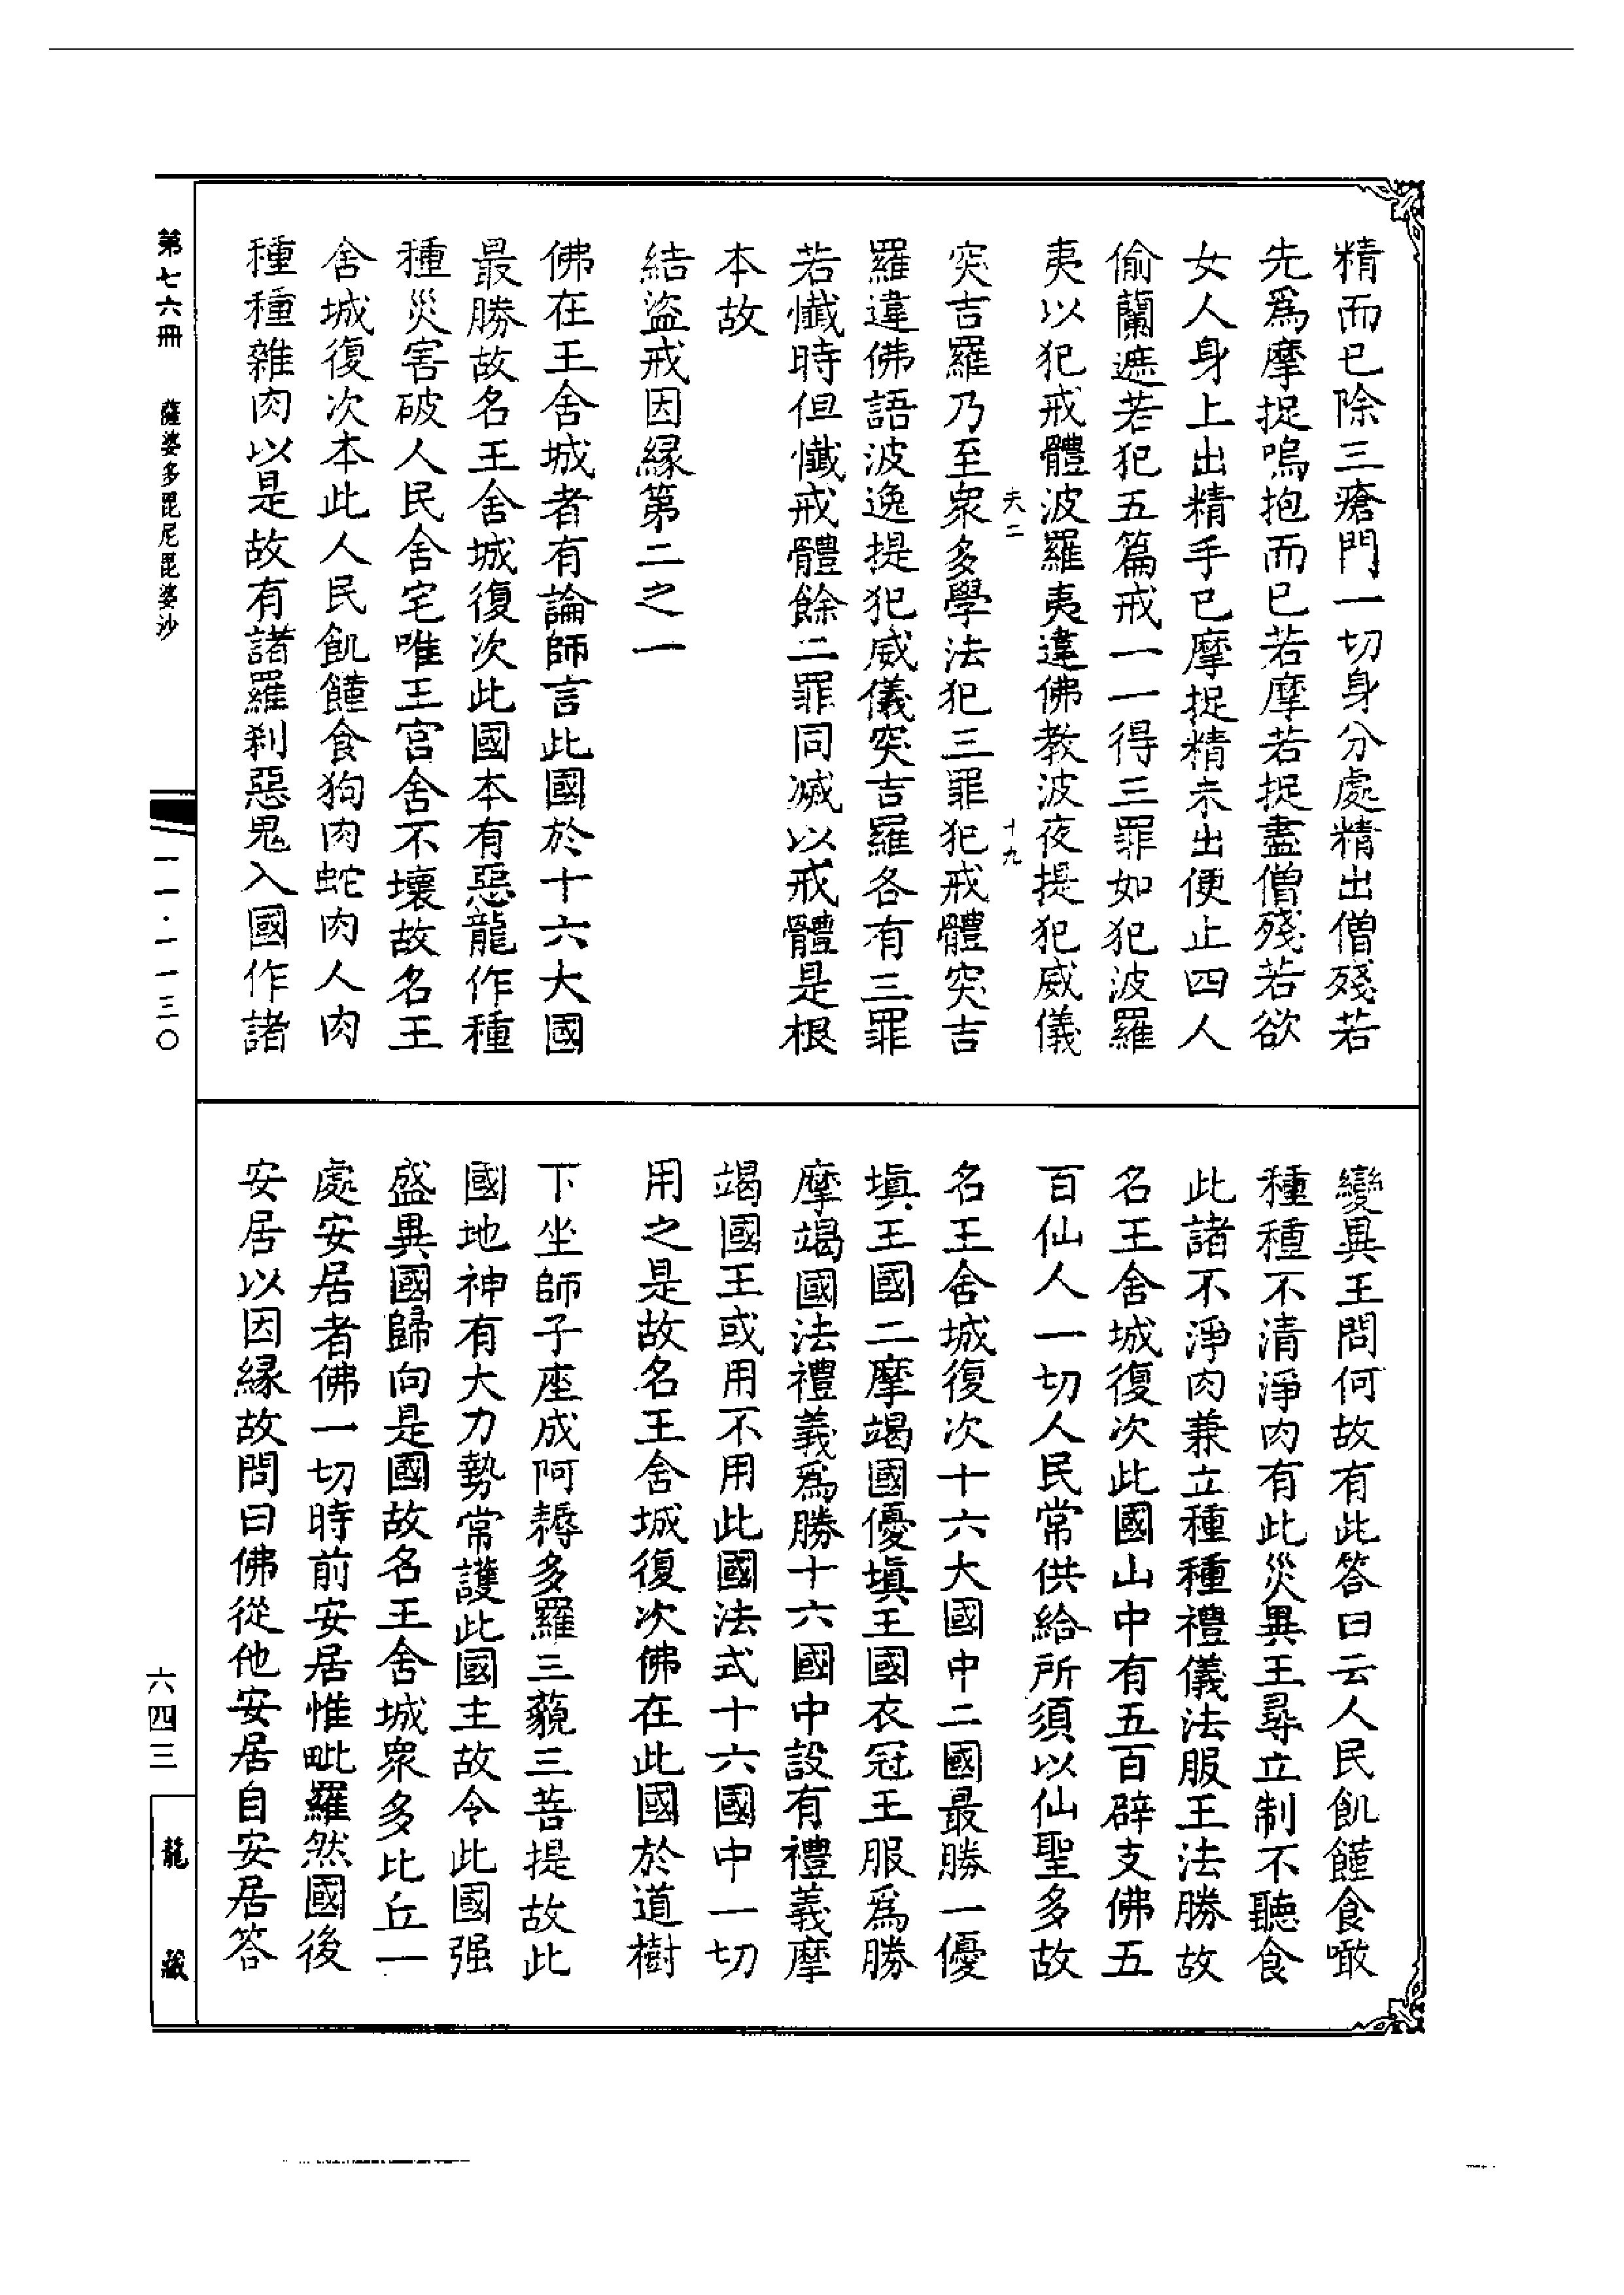 精而已除三瘡門一切身分處精出僧殘若
先爲摩捉嗚抱而已若摩若捉盡僧殘若欲
女人身上出精手已摩捉精未出便止四人
偷蘭遮若犯五篇戒一一得三罪如犯波羅
夷以犯戒體波羅夷違佛教波夜提犯威儀
夫二
十九
突吉羅乃至衆多學法犯三罪犯戒體突吉
羅違佛語波逸提犯威儀突吉羅各有三罪
若懺時但懺戒體餘二罪同滅以戒體是根
本故
結盜戒因緣第二之一
佛在王舍城者有論師言此國於十六大國
最勝故名王舍城復次此國本有惡龍作種
種災害破人民舍宅唯王宮舍不壞故名王
舍城復次本此人民飢饉食狗肉蛇肉人肉
種種雜肉以是故有諸羅刹惡鬼入國作諸
變異王問何故有此答曰云人民飢饉食噉
種種不清淨肉有此災異王尋立制不聽食
此諸不淨肉兼立種種禮儀法服王法勝故
名王舍城復次此國山中有五百辟支佛五
百仙人一切人民常供給所須以仙聖多故
名王舍城復次十六大國中二國最勝一優
填王國二摩竭國優填王國衣冠王服爲勝
摩竭國法禮義爲勝十六國中設有禮義摩
竭國王或用不用此國法式十六國中一切
用之是故名王舍城復次佛在此國於道樹
下坐師子座成阿耨多羅三藐三菩提故此
國地神有大力勢常護此國主故令此國强
盛異國歸向是國故名王舍城衆多比丘一
處安居者佛一切時前安居惟毗羅然國後
安居以因緣故問曰佛從他安居自安居答
第七六冊
薩婆多毘尼毘婆沙
一一·一一三〇
六四三
龍藏